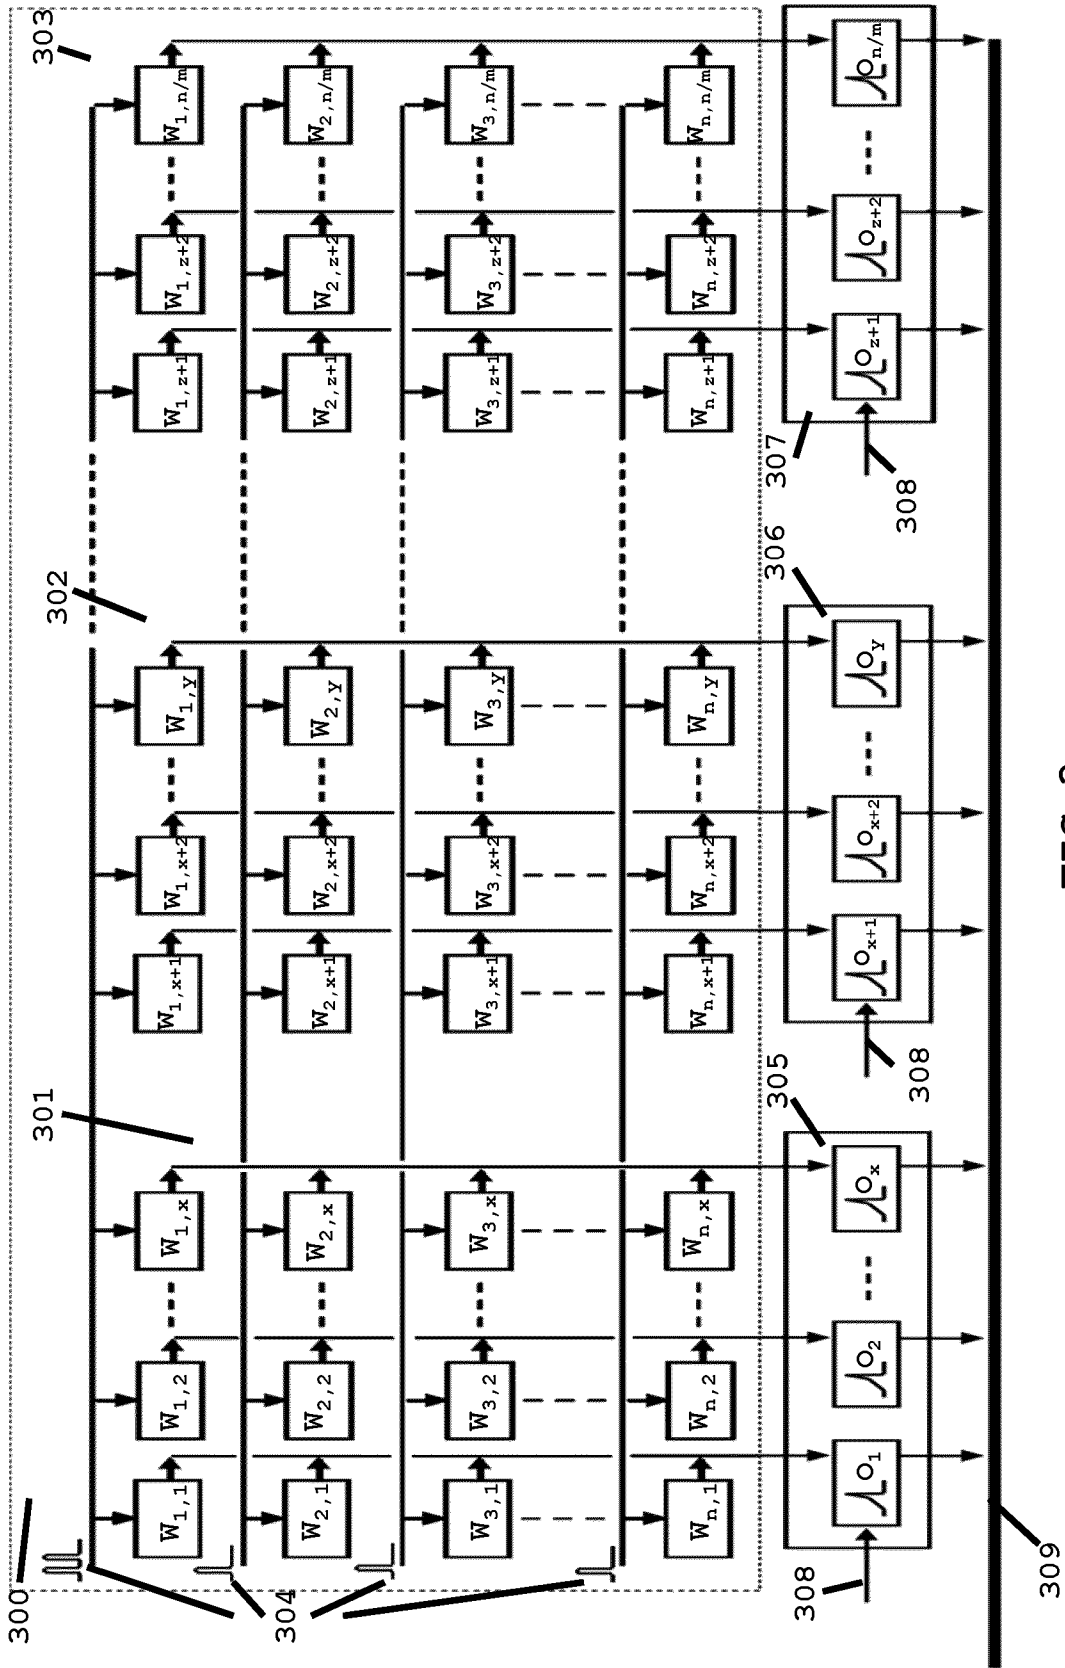 300
301
302
303
W1,1 W1,2 W1,x W1,x+1 W1,x+2 W1,y W1,z+1 W1,z+2 W1,n/m
W2,1 W2,2 W2,x W2,x+1 W2,x+2 W2,y W2,z+1 W2,z+2 W2,n/m
304
W3,1 W3,2 W3,x W3,x+1 W3,x+2 W3,y W3,z+1 W3,z+2 W3,n/m
Wn,1 Wn,2 Wn,x Wn,x+1 Wn,x+2 Wn,y Wn,z+1 Wn,z+2 Wn,n/m
305
306
307
308
O1 O2 Ox Ox+1 Ox+2 Oy Oz+1 Oz+2 On/m
308
308
309